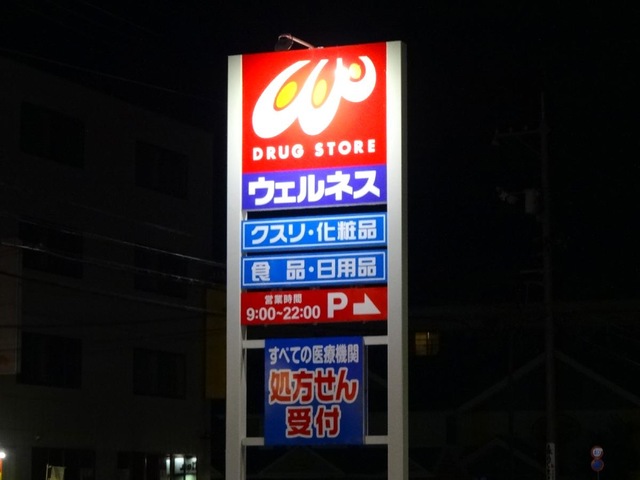 DRUG STORE
ウェルネス
クスリ・化粧品
食品・日用品
営業時間
9:00~22:00 P
すべての医療機関
処方せん
受付